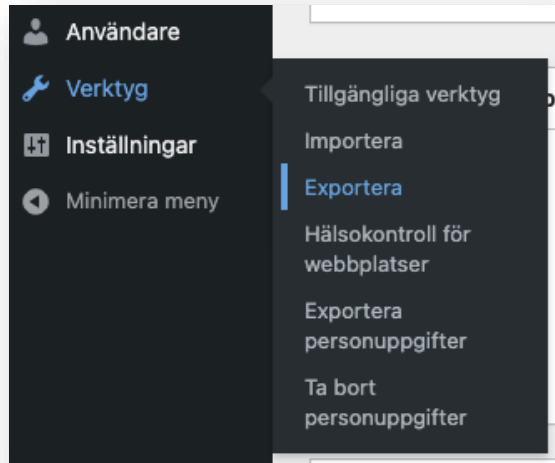 Användare
Verktyg
Inställningar
Minimera meny
Tillgängliga verktyg
Importera
Exportera
Hälsokontroll för
webbplatser
Exportera
personuppgifter
Ta bort
personuppgifter